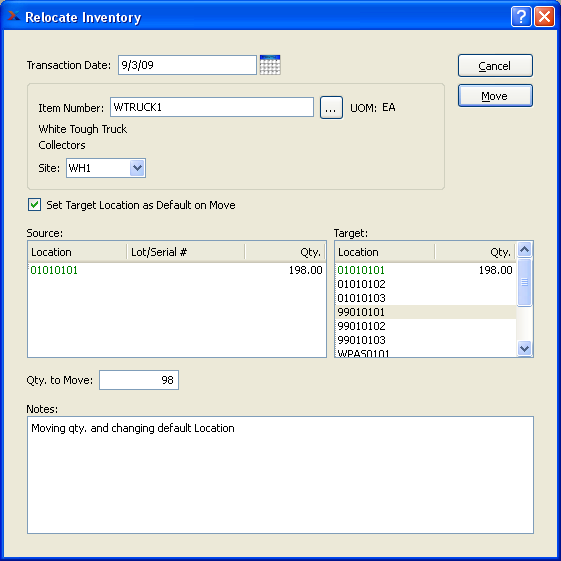 Relocate Inventory
Transaction Date: 9/3/09
Cancel
Item Number: WTRUCK1 ... UOM: EA
Move
White Tough Truck
Collectors
Site: WH1
Set Target Location as Default on Move
Source: Target:
Location Lot/Serial # Qty. Location Qty.
01010101 198.00 01010101 198.00
01010102
01010103
99010101
99010102
99010103
WPAS0101
Qty. to Move: 98
Notes:
Moving qty. and changing default Location